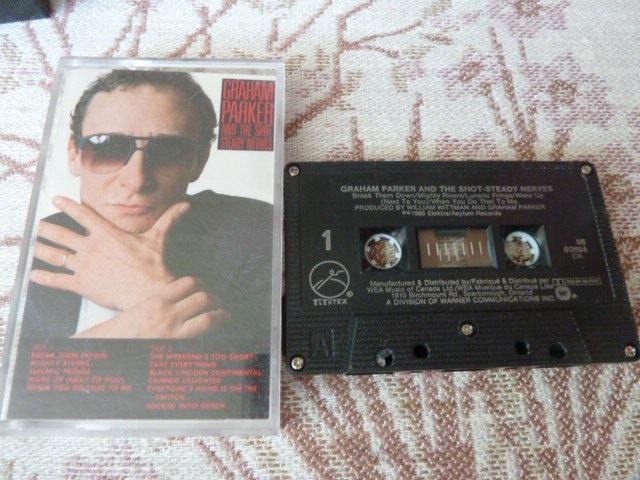 GRAHAM
PARKER
AND THE SHOT
STEADY NERVES
SIDE 1
BREAK THEM DOWN
MIGHTY RIVERS
LUNATIC FRINGE
WAKE UP (NEXT TO YOU)
WHEN YOU DO THAT TO ME
SIDE 2
THE WEEKEND'S TOO SHORT
TAKE EVERYTHING
BLACK LINCOLN CONTINENTAL
CANNED LAUGHTER
EVERYONE'S HAND IS ON THE
SWITCH
LOCKED INTO GREEN
GRAHAM PARKER AND THE SHOT-STEADY NERVES
Break Them Down/Mighty Rivers/Lunatic Fringe/Wake Up
(Next To You)/When You Do That To Me
PRODUCED BY WILLIAM WITTMAN AND GRAHAM PARKER
℗© 1985 Elektra/Asylum Records
1
96
03884
CR
ELEKTRA
Manufactured & Distributed by/Fabriqué & Distribué par
WEA Music of Canada Ltd/WEA Musique du Canada Ltée
1810 Birchmount Rd., Scarborough, Ontario
A DIVISION OF WARNER COMMUNICATIONS INC.
A